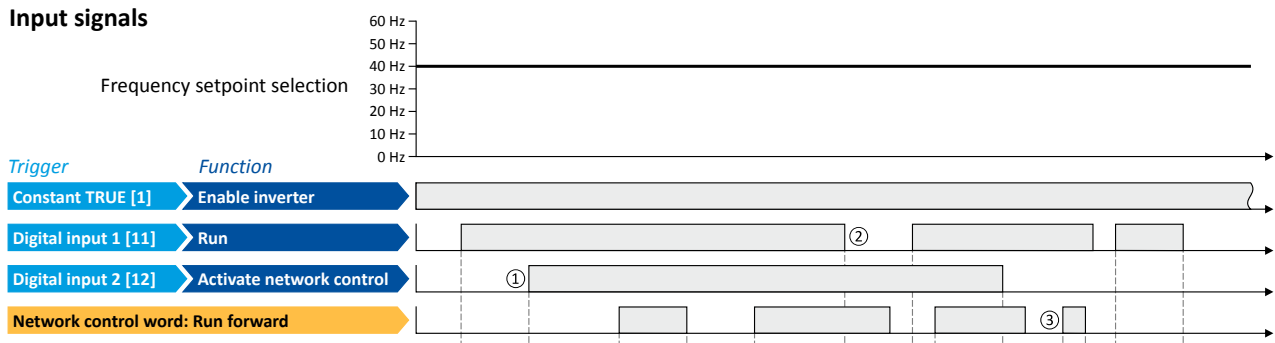 Input signals
60 Hz
50 Hz
40 Hz
Frequency setpoint selection 30 Hz
20 Hz
10 Hz
0 Hz
Trigger Function
Constant TRUE [1] Enable inverter
Digital input 1 [11] Run ②
Digital input 2 [12] Activate network control ①
Network control word: Run forward ③